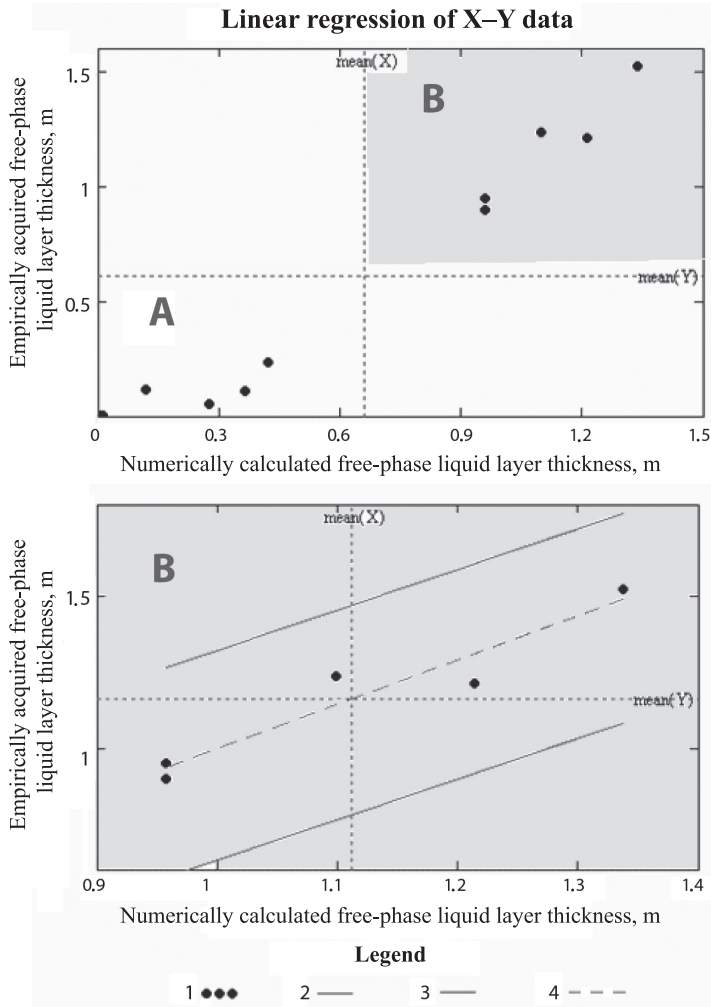 Linear regression of X–Y data
Empirically acquired free-phase
liquid layer thickness, m
1.5
1
0.5
mean(X)
B
mean(Y)
A
0 0.3 0.6 0.9 1.2 1.5
Numerically calculated free-phase liquid layer thickness, m
Empirically acquired free-phase
liquid layer thickness, m
1.5
1
mean(X)
B
mean(Y)
0.9 1 1.1 1.2 1.3 1.4
Numerically calculated free-phase liquid layer thickness, m
Legend
1 2 3 4